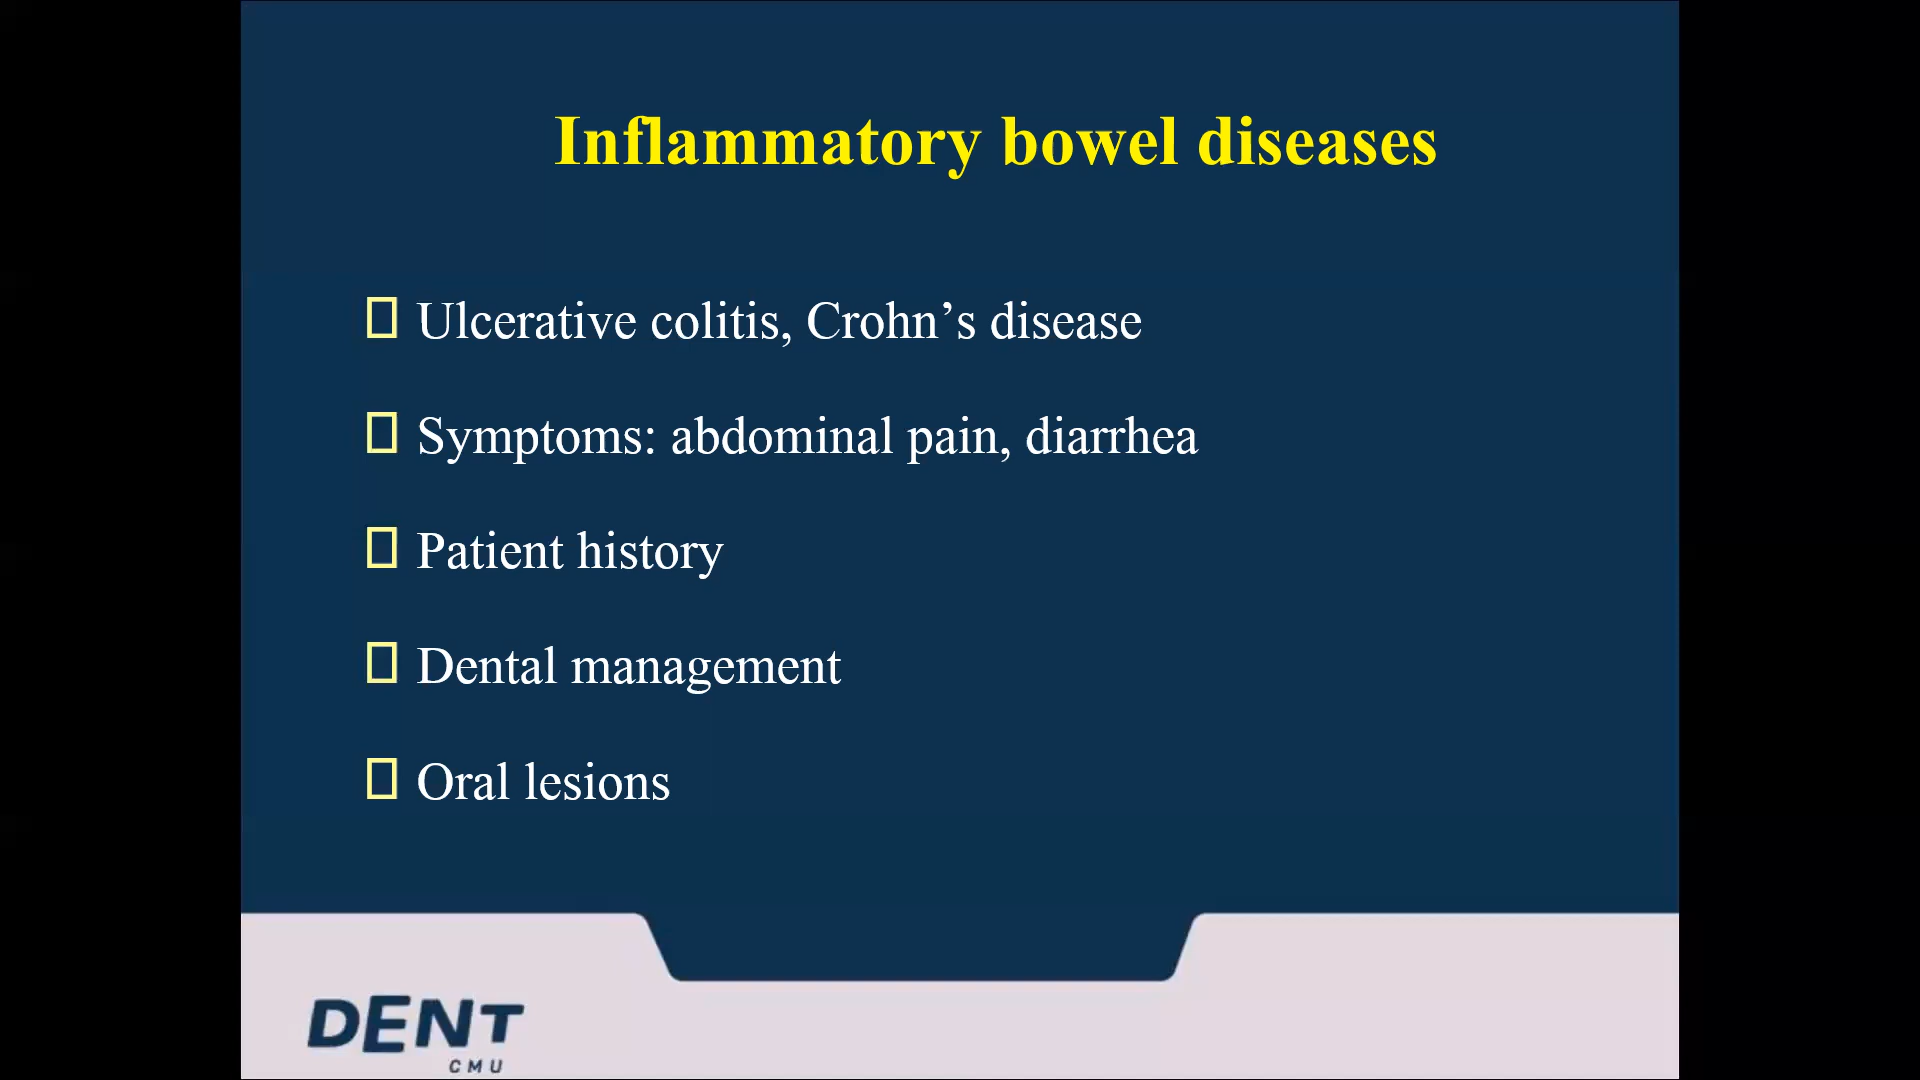 Inflammatory bowel diseases
Ulcerative colitis, Crohn’s disease
Symptoms: abdominal pain, diarrhea
Patient history
Dental management
Oral lesions
DENT
CMU